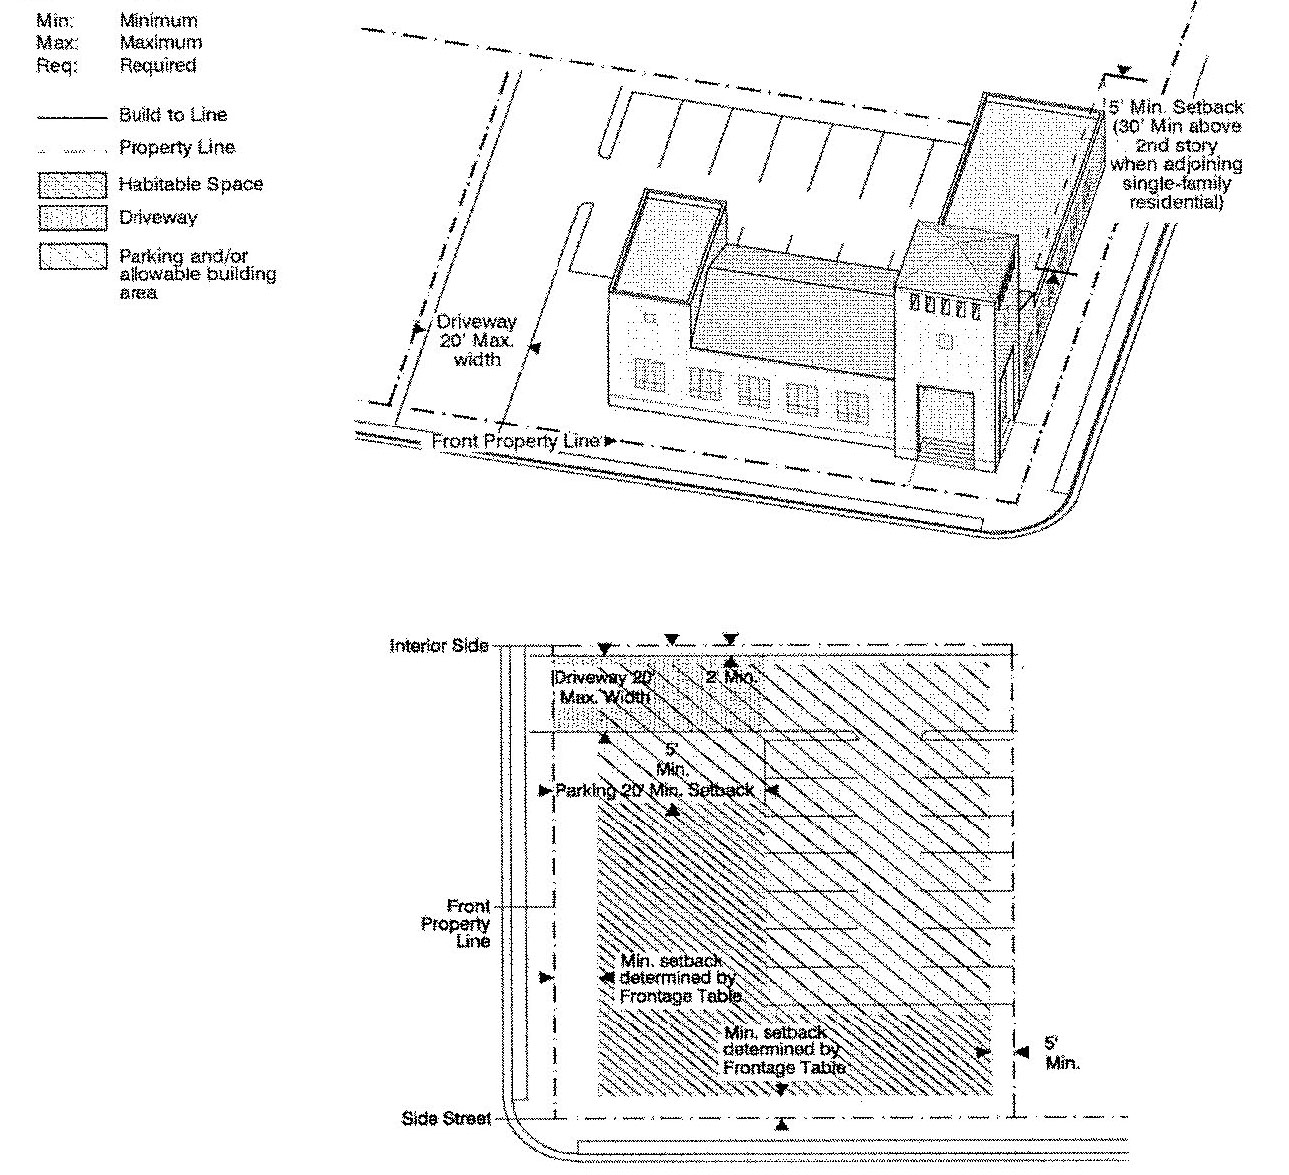 Min: Minimum
Max: Maximum
Req: Required
Build to Line
Property Line
Habitable Space
Driveway
Parking and/or
allowable building
area
5' Min. Setback
(30' Min above
2nd story
when adjoining
single-family
residential)
Driveway
20' Max.
width
Front Property Line
Interior Side
Driveway 20'
Max. Width
2' Min.
5'
Min.
Parking 20' Min. Setback
Front
Property
Line
Min. setback
determined by
Frontage Table
Min. setback
determined by
Frontage Table
5'
Min.
Side Street